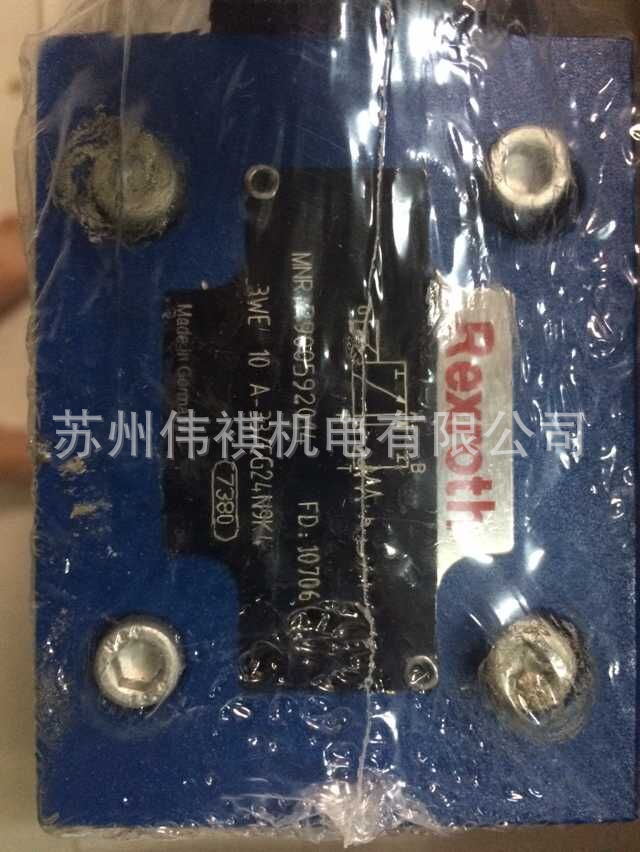 Rexroth
MNR:
FD: 10706
3WE 10 A-
G24N9K4
7380
Made in Germany
苏州伟祺机电有限公司